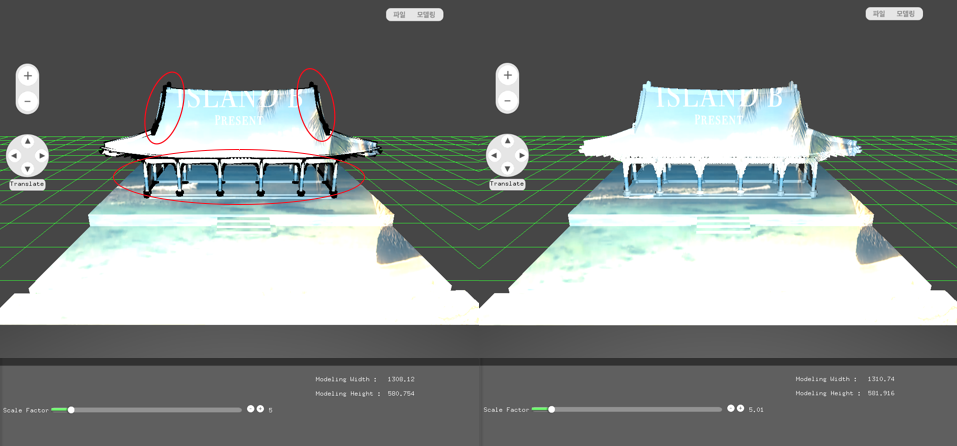 파일 모델링
파일 모델링
ISLAND B
PRESENT
ISLAND B
PRESENT
Translate
Translate
Modeling Width : 1308,12
Modeling Height : 580,754
Scale Factor 5
Modeling Width : 1310,74
Modeling Height : 581,916
Scale Factor 5,01